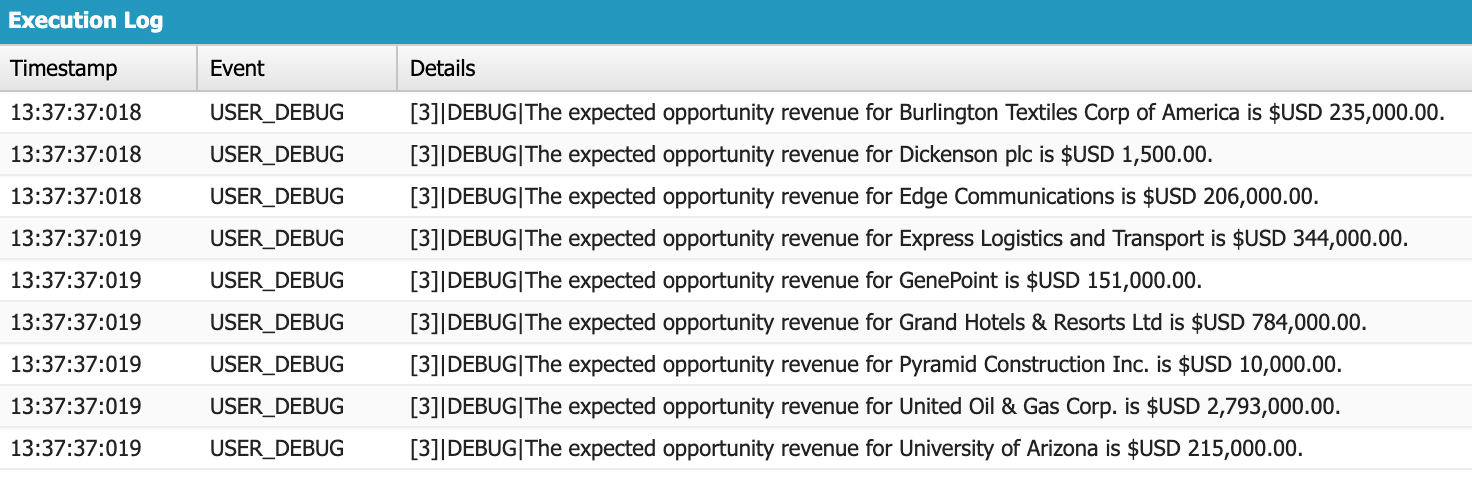 Execution Log
Timestamp Event Details
13:37:37:018 USER_DEBUG [3]|DEBUG|The expected opportunity revenue for Burlington Textiles Corp of America is $USD 235,000.00.
13:37:37:018 USER_DEBUG [3]|DEBUG|The expected opportunity revenue for Dickenson plc is $USD 1,500.00.
13:37:37:018 USER_DEBUG [3]|DEBUG|The expected opportunity revenue for Edge Communications is $USD 206,000.00.
13:37:37:019 USER_DEBUG [3]|DEBUG|The expected opportunity revenue for Express Logistics and Transport is $USD 344,000.00.
13:37:37:019 USER_DEBUG [3]|DEBUG|The expected opportunity revenue for GenePoint is $USD 151,000.00.
13:37:37:019 USER_DEBUG [3]|DEBUG|The expected opportunity revenue for Grand Hotels & Resorts Ltd is $USD 784,000.00.
13:37:37:019 USER_DEBUG [3]|DEBUG|The expected opportunity revenue for Pyramid Construction Inc. is $USD 10,000.00.
13:37:37:019 USER_DEBUG [3]|DEBUG|The expected opportunity revenue for United Oil & Gas Corp. is $USD 2,793,000.00.
13:37:37:019 USER_DEBUG [3]|DEBUG|The expected opportunity revenue for University of Arizona is $USD 215,000.00.